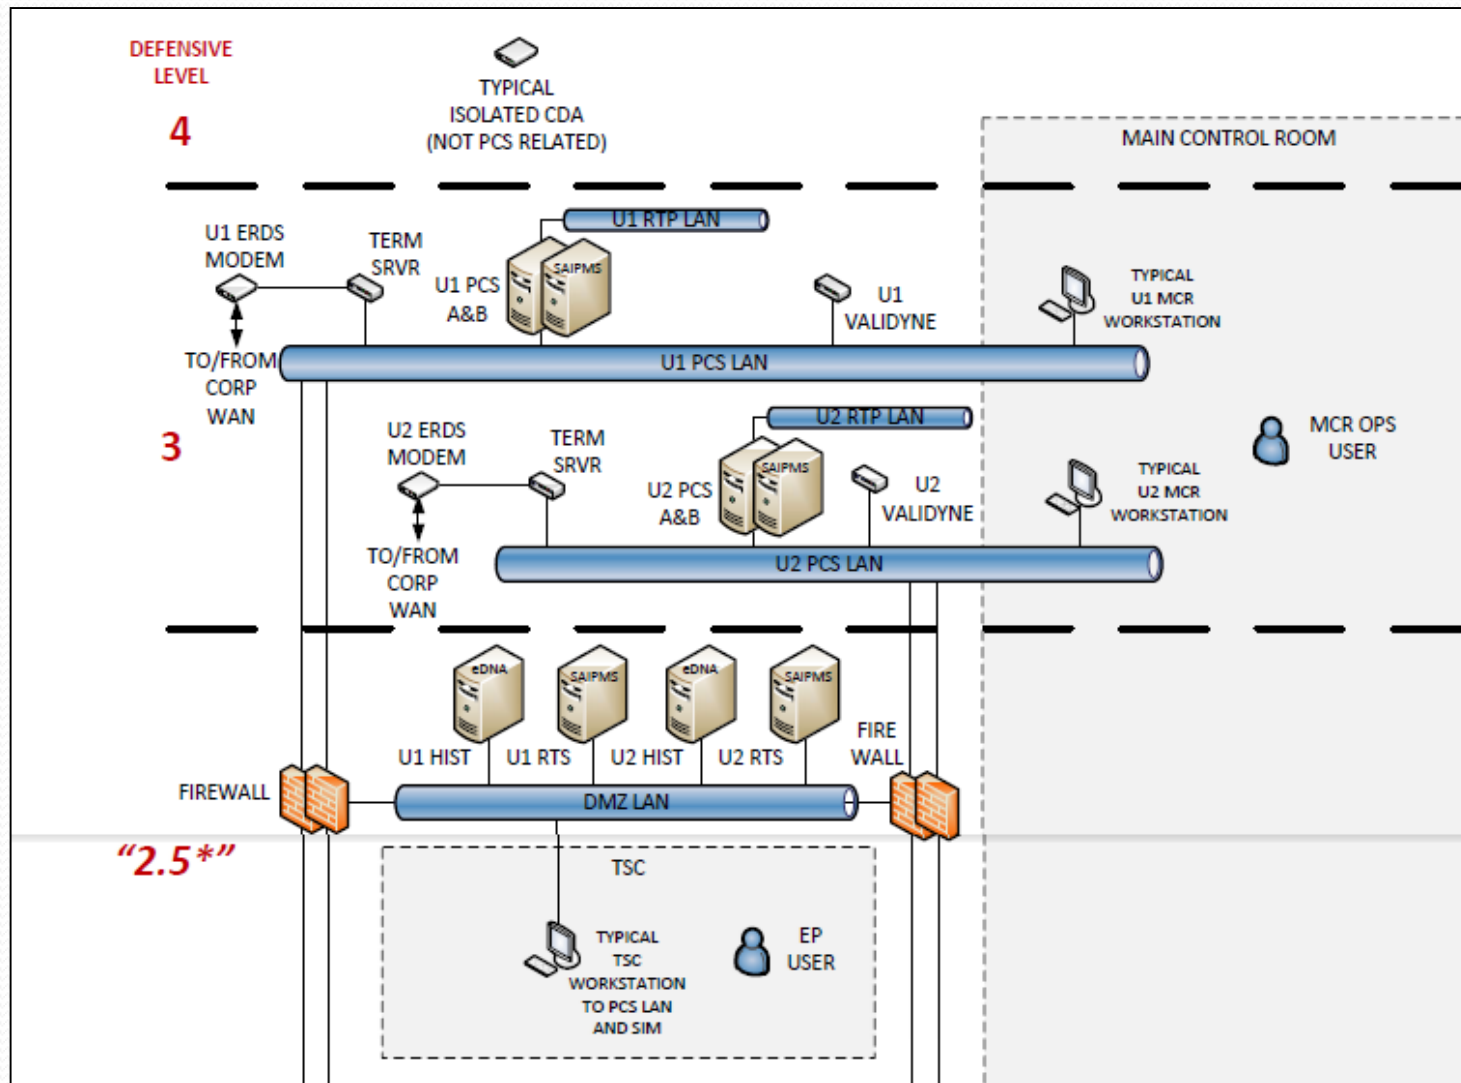 DEFENSIVE
LEVEL
4
TYPICAL
ISOLATED CDA
(NOT PCS RELATED)
MAIN CONTROL ROOM
U1 RTP LAN
U1 ERDS
MODEM
TERM
SRVR
U1 PCS
A&B
SAIPMS
U1
VALIDYNE
TYPICAL
U1 MCR
WORKSTATION
TO/FROM
CORP
WAN
U1 PCS LAN
3
U2 RTP LAN
U2 ERDS
MODEM
TERM
SRVR
U2 PCS
A&B
SAIPMS
U2
VALIDYNE
TYPICAL
U2 MCR
WORKSTATION
MCR OPS
USER
TO/FROM
CORP
WAN
U2 PCS LAN
eDNA
SAIPMS
eDNA
SAIPMS
U1 HIST
U1 RTS
U2 HIST
U2 RTS
FIRE
WALL
FIREWALL
DMZ LAN
“2.5*”
TSC
TYPICAL
TSC
WORKSTATION
TO PCS LAN
AND SIM
EP
USER